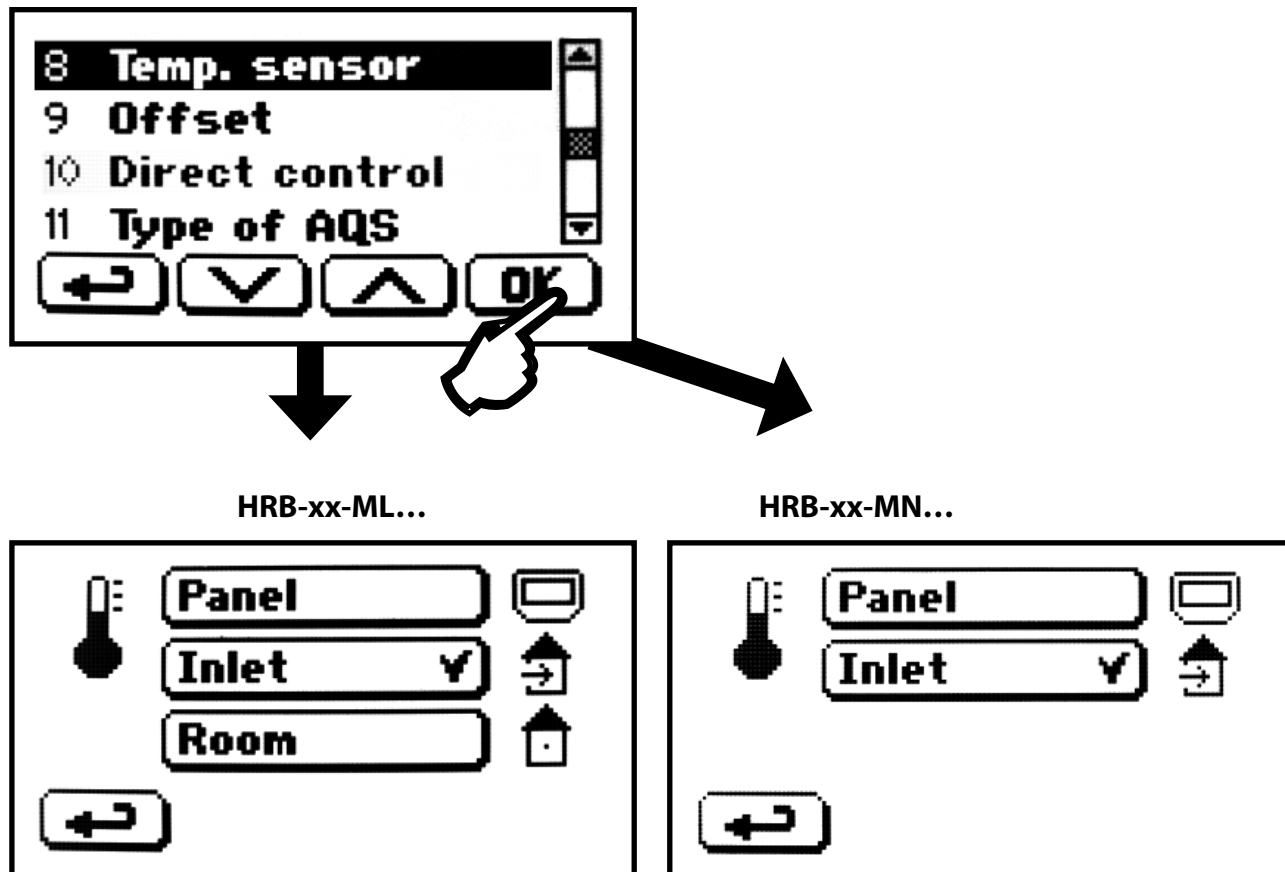 8 Temp. sensor
9 Offset
10 Direct control
11 Type of AQS
OK
HRB-xx-ML...
HRB-xx-MN...
Panel
Inlet
Room
Panel
Inlet